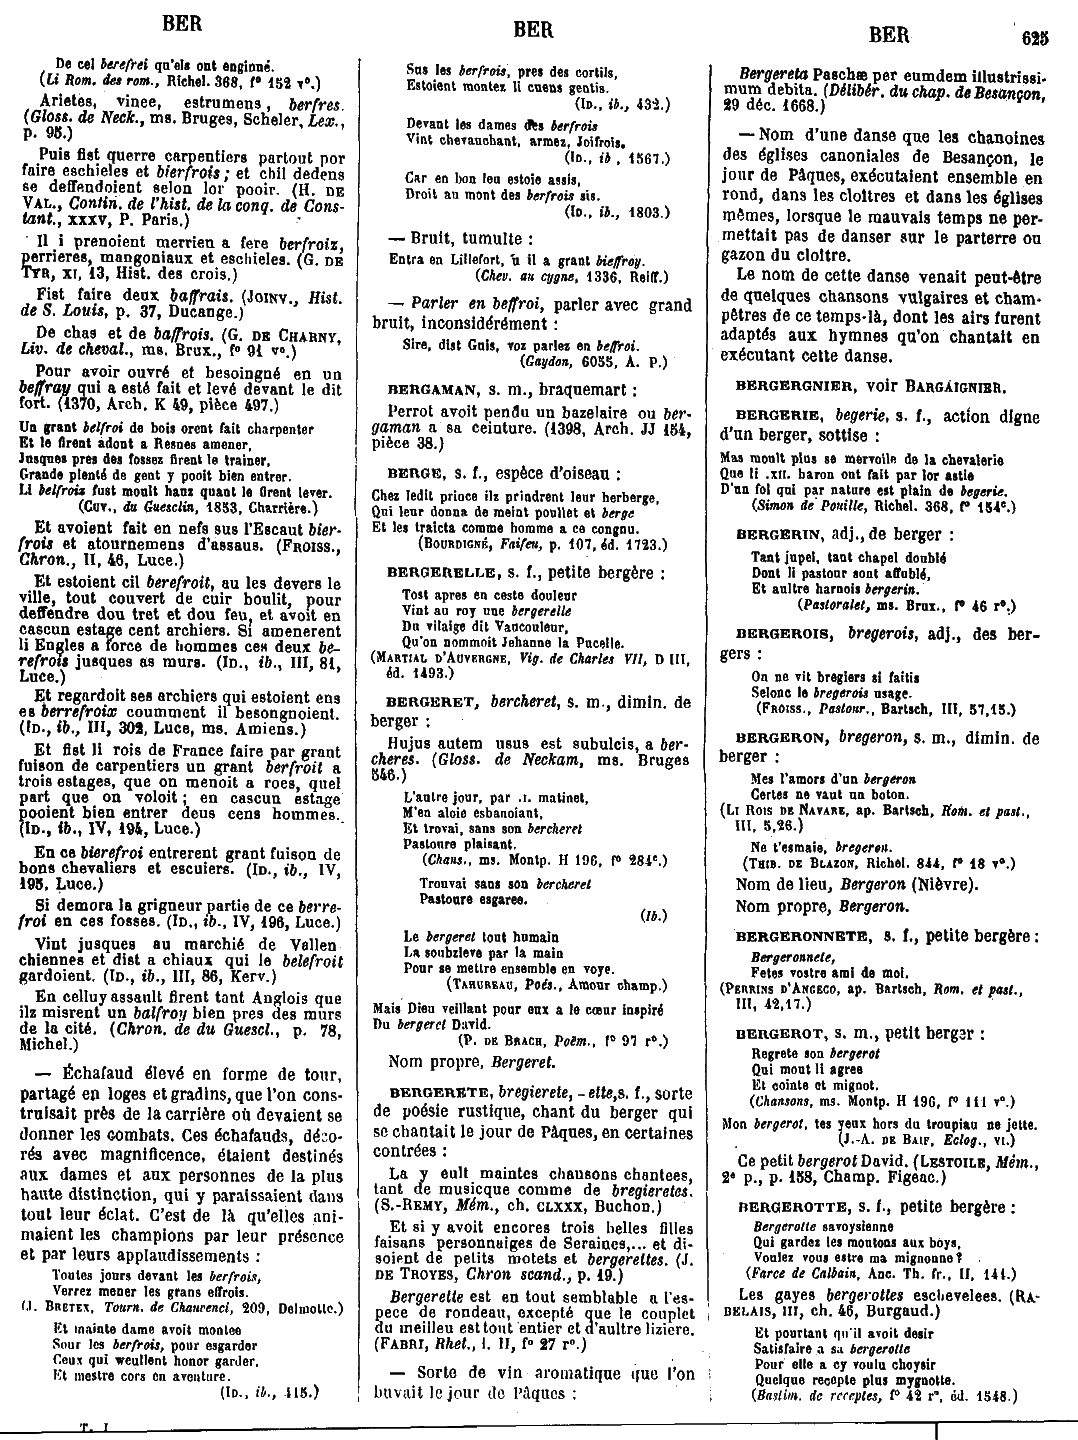 BER
BER
BER
625
De cel berefrei qu'els ont enginné.
(Li Rom. des rom., Richel. 368, f° 152 v°.)
Arietes, vinee, estrumens, berfres.
(Gloss. de Neck., ms. Bruges, Scheler, Lex.,
p. 95.)
Puis fist querre carpentiers partout por
faire eschieles et bierfrois; et chil dedens
se deffendoient selon lor pooir. (H. DE
VAL., Contin. de l'hist. de la conq. de Cons-
tant., XXXV, P. Paris.)
Il i prenoient merrien a fere berfroiz,
perrieres, mangoniaux et eschieles. (G. DE
TYR, XI, 13, Hist. des crois.)
Fist faire deux baffrais. (JOINV., Hist.
de S. Louis, p. 37, Ducange.)
De chas et de baffrois. (G. DE CHARNY,
Liv. de cheval., ms. Brux., f° 91 v°.)
Pour avoir ouvré et besoingné en un
beffray qui a esté fait et levé devant le dit
fort. (1370, Arch. K 49, pièce 497.)
Un grant belfroi de bois orent fait charpenter
Et le firent adont a Resnes amener,
Jusques pres des fossez firent le trainer,
Grande plenté de gent y pooit bien entrer.
Li belfroiz fust moult hanz quant le firent lever.
(CUV., du Guesclin, 1853, Charrière.)
Et avoient fait en nefs sus l'Escaut bier-
frois et atournemens d'assaus. (FROISS.,
Chron., II, 46, Luce.)
Et estoient cil berefroit, au les devers le
ville, tout couvert de cuir boulit, pour
deffendre dou tret et dou feu, et avoit en
cascun estage cent archiers. Si amenerent
li Engles a force de hommes ces deux be-
refrois jusques as murs. (ID., ib., III, 81,
Luce.)
Et regardoit ses archiers qui estoient ens
es berrefroix coumment il besongnoient.
(ID., ib., III, 302, Luce, ms. Amiens.)
Et fist li rois de France faire par grant
fuison de carpentiers un grant berfroit a
trois estages, que on menoit a roes, quel
part que on voloit; en cascun estage
pooient bien entrer deus cens hommes.
(ID., ib., IV, 194, Luce.)
En ce bierefroi entrerent grant fuison de
bons chevaliers et escuiers. (ID., ib., IV,
195, Luce.)
Si demora la grigneur partie de ce berre-
froi en ces fosses. (ID., ib., IV, 196, Luce.)
Vint jusques au marchié de Vallen
chiennes et dist a chiaux qui le belefroit
gardoient. (ID., ib., III, 86, Kerv.)
En celluy assault firent tant Anglois que
ilz misrent un balfroy bien pres des murs
de la cité. (Chron. de du Guescl., p. 78,
Michel.)
— Échafaud élevé en forme de tour,
partagé en loges et gradins, que l'on cons-
truisait près de la carrière où devaient se
donner les combats. Ces échafauds, déco-
rés avec magnificence, étaient destinés
aux dames et aux personnes de la plus
haute distinction, qui y paraissaient dans
tout leur éclat. C'est de là qu'elles ani-
maient les champions par leur présence
et par leurs applaudissements :
Toutes jours devant les berfrois,
Verrez mener les grans effrois.
(J. BRETEX, Tourn. de Chauvenci, 209, Delmotte.)
Et mainte dame avoit montee
Sour les berfrois, pour esgarder
Ceux qui weullent honor garder,
Et mestre cors en aventure.
(ID., ib., 415.)
Sus les berfrois, pres des cortils,
Estoient montez li cuens gentis.
(ID., ib., 432.)
Devant les dames des berfrois
Vint chevauchant, armez, Joifrois.
(ID., ib, 1567.)
Car en bon leu estoie assis,
Droit au mont des berfrois sis.
(ID., ib., 1803.)
— Bruit, tumulte :
Entra en Lillefort, u il a grant bieffroy.
(Chev. au cygne, 1336, Reiff.)
— Parler en beffroi, parler avec grand
bruit, inconsidérément :
Sire, dist Guis, voz parlez en beffroi.
(Gaydon, 6055, A. P.)
BERGAMAN, s. m., braquemart :
Perrot avoit pendu un bazelaire ou ber-
gaman a sa ceinture. (1398, Arch. JJ 154,
pièce 38.)
BERGE, s. f., espèce d'oiseau :
Chez ledit prince ilz prindrent leur herberge,
Qui leur donna de meint poullet et berge
Et les traicta comme homme a ce congnu.
(BOURDIGNÉ, Faifeu, p. 107, éd. 1723.)
BERGERELLE, s. f., petite bergère :
Tost apres en ceste douleur
Vint au roy une bergerelle
Du vilaige dit Vaucouleur,
Qu'on nommoit Jehanne la Pucelle.
(MARTIAL D'AUVERGNE, Vig. de Charles VII, D III,
éd. 1493.)
BERGERET, bercheret, s. m., dimin. de
berger :
Hujus autem usus est subulcis, a ber-
cheres. (Gloss. de Neckam, ms. Bruges
546.)
L'autre jour, par .I. matinet,
M'en aloie esbanoiant,
Et trovai, sans son bercheret
Pastoure plaisant.
(Chans., ms. Montp. H 196, f° 284c.)
Trouvai sans son bercheret
Pastoure esgaree.
(Ib.)
Le bergeret tout humain
La soubzleve par la main
Pour se mettre ensemble en voye.
(TAHUREAU, Poés., Amour champ.)
Mais Dieu veillant pour eux a le cœur inspiré
Du bergeret David.
(P. DE BRACH, Poëm., f° 97 r°.)
Nom propre, Bergeret.
BERGERETE, bregierete, - ette, s. f., sorte
de poésie rustique, chant du berger qui
se chantait le jour de Pâques, en certaines
contrées :
La y eult maintes chansons chantees,
tant de musicque comme de bregieretes.
(S.-REMY, Mém., ch. CLXXX, Buchon.)
Et si y avoit encores trois belles filles
faisans personnaiges de Seraines,... et di-
soient de petits motets et bergerettes. (J.
DE TROYES, Chron scand., p. 19.)
Bergerette est en tout semblable a l'es-
pece de rondeau, excepté que le couplet
du meilleu est tout entier et d'aultre liziere.
(FABRI, Rhet., l. II, f° 27 r°.)
— Sorte de vin aromatique que l'on
buvait le jour de Pâques :
Bergereta Paschæ per eumdem illustrissi-
mum debita. (Délibér. du chap. de Besançon,
29 déc. 1668.)
— Nom d'une danse que les chanoines
des églises canoniales de Besançon, le
jour de Pâques, exécutaient ensemble en
rond, dans les cloîtres et dans les églises
mêmes, lorsque le mauvais temps ne per-
mettait pas de danser sur le parterre ou
gazon du cloître.
Le nom de cette danse venait peut-être
de quelques chansons vulgaires et cham-
pêtres de ce temps-là, dont les airs furent
adaptés aux hymnes qu'on chantait en
exécutant cette danse.
BERGERGNIER, voir BARGAIGNIER.
BERGERIE, begerie, s. f., action digne
d'un berger, sottise :
Mas moult plus se mervoille de la chevalerie
Que li .XII. baron ont fait par lor astie
D'un fol qui par nature est plain de begerie.
(Simon de Pouille, Richel. 368, f° 154c.)
BERGERIN, adj., de berger :
Tant jupel, tant chapel doublé
Dont li pastour sont affublé,
Et aultre harnois bergerin.
(Pastoralet, ms. Brux., f° 46 r°.)
BERGEROIS, bregerois, adj., des ber-
gers :
On ne vit bregiers si faitis
Selonc le bregerois usage.
(FROISS., Pastour., Bartsch, III, 57,15.)
BERGERON, bregeron, s. m., dimin. de
berger :
Mes l'amors d'un bergeron
Certes ne vaut un boton.
(LI ROIS DE NAVARE, ap. Bartsch, Rom. et past.,
III, 5,26.)
Ne t'esmaie, bregeron.
(THIB. DE BLAZON, Richel. 844, f° 18 v°.)
Nom de lieu, Bergeron (Nièvre).
Nom propre, Bergeron.
BERGERONNETE, s. f., petite bergère :
Bergeronnete,
Fetes vostre ami de moi.
(PERRINS D'ANGECO, ap. Bartsch, Rom. et past.,
III, 42,17.)
BERGEROT, s. m., petit berger :
Regrete son bergerot
Qui mout li agree
Et cointe et mignot.
(Chansons, ms. Montp. H 196, f° 111 v°.)
Mon bergerot, tes yeux hors du troupiau ne jette.
(J.-A. DE BAIF, Eclog., VI.)
Ce petit bergerot David. (LESTOILE, Mém.,
2e p., p. 158, Champ. Figeac.)
BERGEROTTE, s. f., petite bergère :
Bergerotte savoysienne
Qui gardez les moutons aux boys,
Voulez vous estre ma mignonne?
(Farce de Calbain, Anc. Th. fr., II, 141.)
Les gayes bergerottes eschevelees. (RA-
BELAIS, III, ch. 46, Burgaud.)
Et pourtant qu'il avoit desir
Satisfaire a sa bergerotte
Pour elle a cy voulu choysir
Quelque recepte plus mygnotte.
(Bastim. de receptes, f° 42 r°, éd. 1548.)
T. I